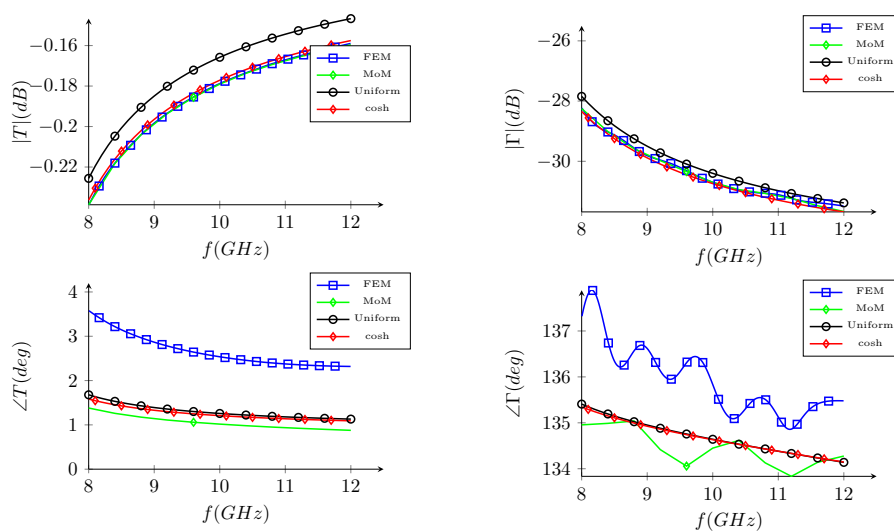 −0.16
−0.18
−0.2
−0.22
|T|(dB)
8 9 10 11 12
f(GHz)
FEM
MoM
Uniform
cosh
−26
−28
−30
|Γ|(dB)
8 9 10 11 12
f(GHz)
FEM
MoM
Uniform
cosh
4
3
2
1
0
∠T(deg)
8 9 10 11 12
f(GHz)
FEM
MoM
Uniform
cosh
137
136
135
134
∠Γ(deg)
8 9 10 11 12
f(GHz)
FEM
MoM
Uniform
cosh